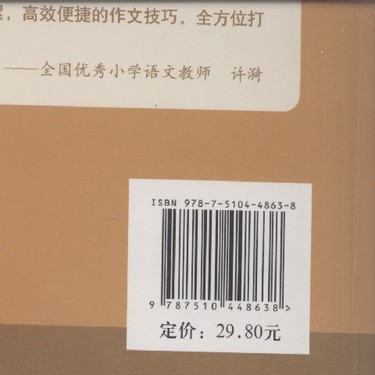 ，高效便捷的作文技巧，全方位打
——全国优秀小学语文教师 许漪
ISBN 978-7-5104-4863-8
9 787510 448638 >
定价：29.80元